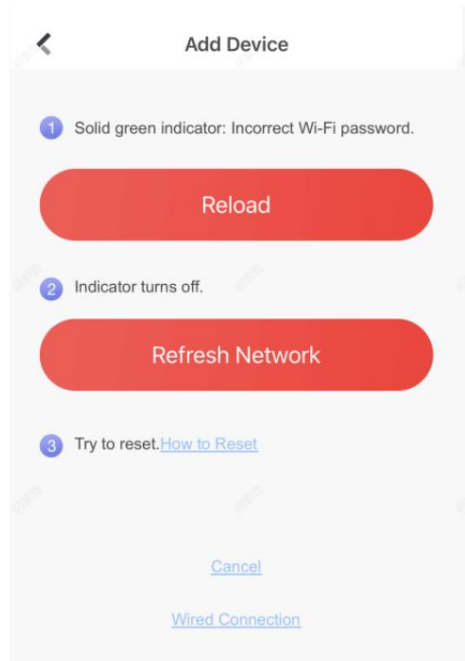 Add Device
1 Solid green indicator: Incorrect Wi-Fi password.
Reload
2 Indicator turns off.
Refresh Network
3 Try to reset.How to Reset
Cancel
Wired Connection